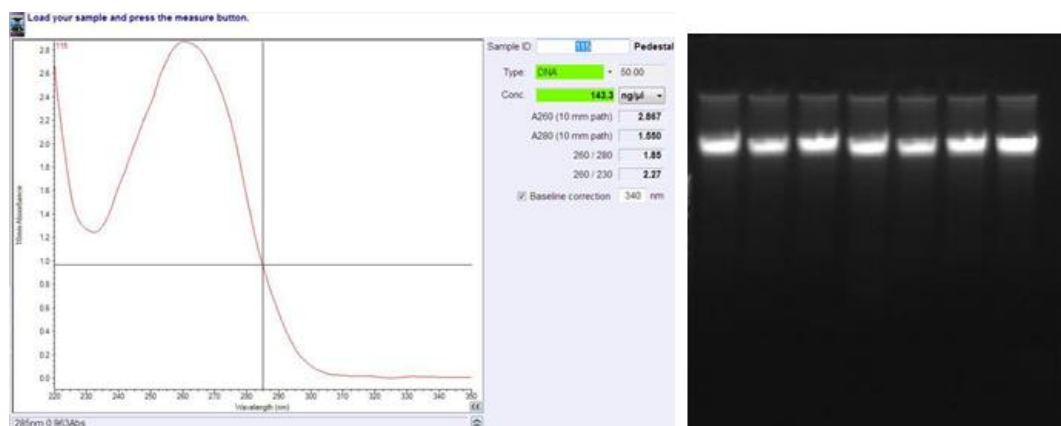 Load your sample and press the measure button.
115
2.8
2.6
2.4
2.2
2.0
1.8
1.6
1.4
1.2
1.0
0.8
0.6
0.4
0.2
0.0
10mm Absorbance
220 230 240 250 260 270 280 290 300 310 320 330 340 350
Wavelength (nm)
285nm 0.963Abs
Sample ID 115 Pedestal
Type: DNA 50.00
Conc. 143.3 ng/µl
A260 (10 mm path) 2.867
A280 (10 mm path) 1.550
260 / 280 1.85
260 / 230 2.27
Baseline correction 340 nm